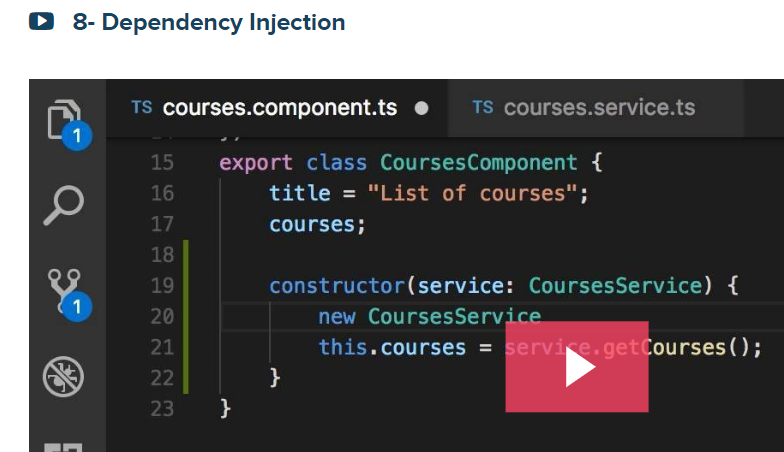 8- Dependency Injection
TS courses.component.ts ● TS courses.service.ts
1
15 export class CoursesComponent {
16 title = "List of courses";
17 courses;
18
19 constructor(service: CoursesService) {
20 new CoursesService
1
21 this.courses = service.getCourses();
22 }
23 }